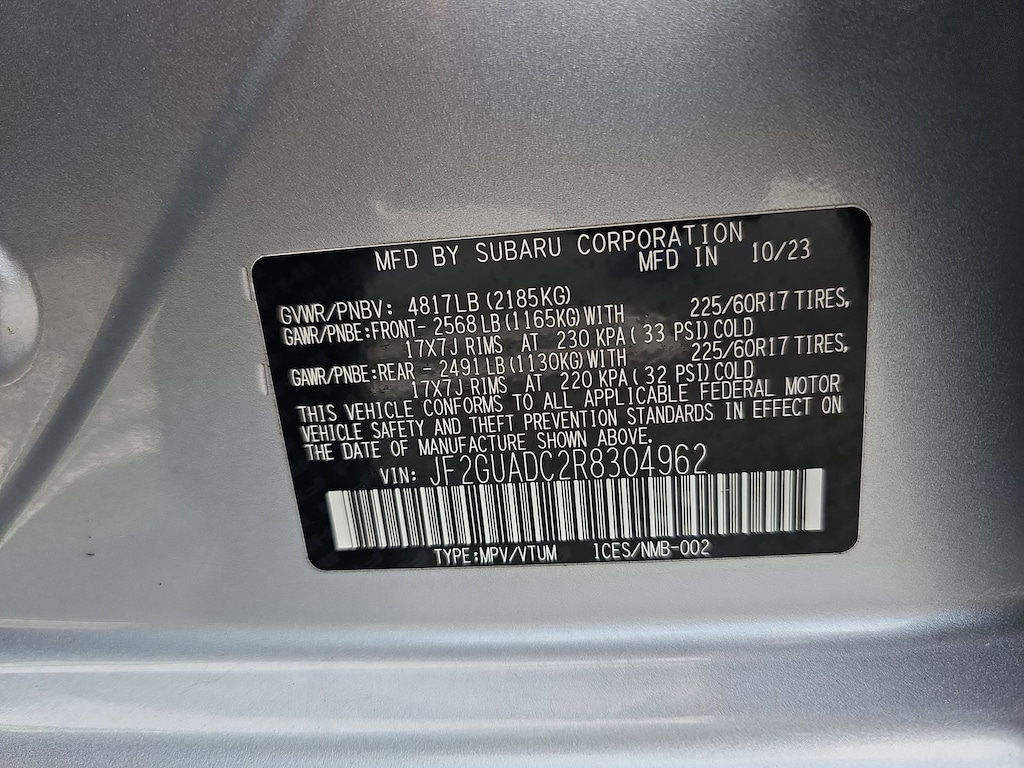 MFD BY SUBARU CORPORATION
MFD IN 10/23
GVWR/PNBV: 4817LB (2185KG)
GAWR/PNBE:FRONT- 2568 LB (1165KG) WITH 225/60R17 TIRES,
17X7J RIMS AT 230 KPA ( 33 PSI) COLD
GAWR/PNBE:REAR - 2491 LB (1130KG) WITH 225/60R17 TIRES,
17X7J RIMS AT 220 KPA ( 32 PSI) COLD
THIS VEHICLE CONFORMS TO ALL APPLICABLE FEDERAL MOTOR
VEHICLE SAFETY AND THEFT PREVENTION STANDARDS IN EFFECT ON
THE DATE OF MANUFACTURE SHOWN ABOVE.
VIN: JF2GUADC2R8304962
TYPE:MPV/VTUM ICES/NMB-002